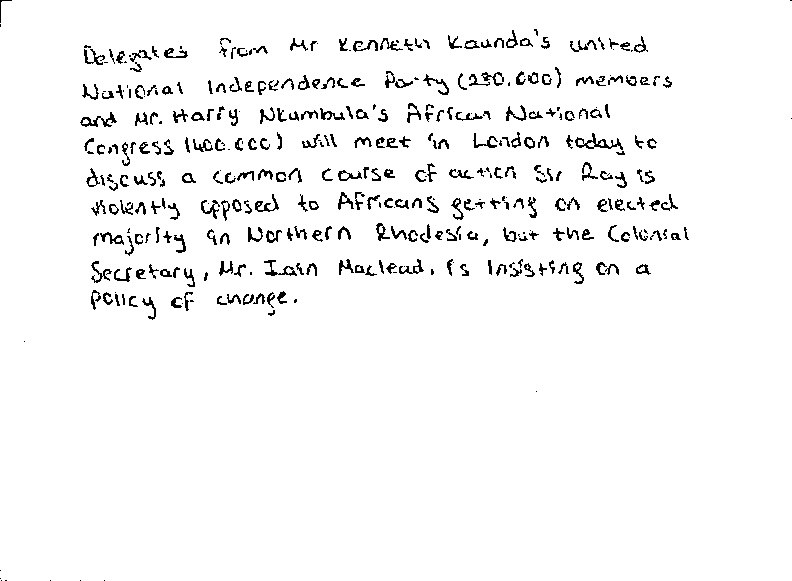 Delegates from Mr Kenneth Kaunda's united
National Independence Party (280.000) members
and Mr. Harry Nkumbula's African National
Congress (400.000) will meet in London today to
discuss a common course of action Sir Roy is
violently opposed to Africans getting on elected
majority in Northern Rhodesia, but the Colonial
Secretary, Mr. Iain Macleod, is insisting on a
policy of change.